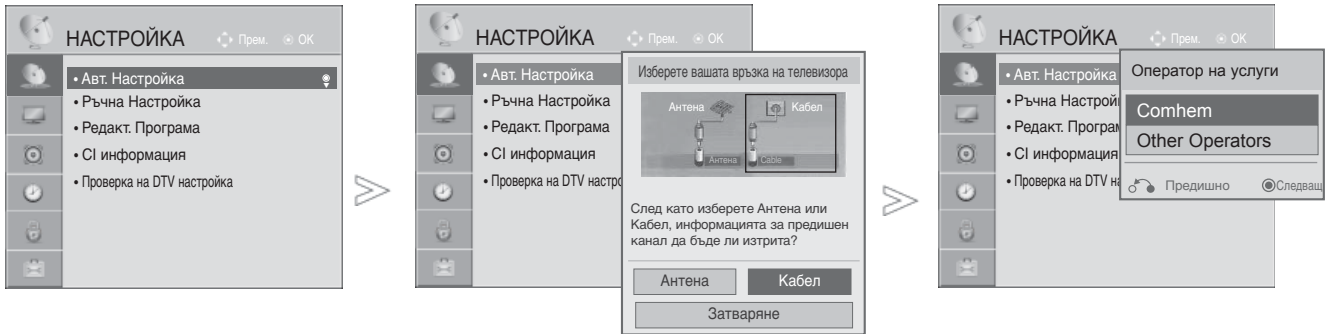 НАСТРОЙКА Прем. OK
• Авт. Настройка
• Ръчна Настройка
• Редакт. Програма
• CI информация
• Проверка на DTV настройка
НАСТРОЙКА Прем. OK
• Авт. Настройка
• Ръчна Настройка
• Редакт. Програма
• CI информация
• Проверка на DTV настро
Изберете вашата връзка на телевизора
Антена Кабел
Антена Cable
След като изберете Антена или
Кабел, информацията за предишен
канал да бъде ли изтрита?
Антена Кабел
Затваряне
НАСТРОЙКА Прем. OK
• Авт. Настройка
• Ръчна Настрой
• Редакт. Програм
• CI информация
• Проверка на DTV на
Оператор на услуги
Comhem
Other Operators
Предишно Следващ